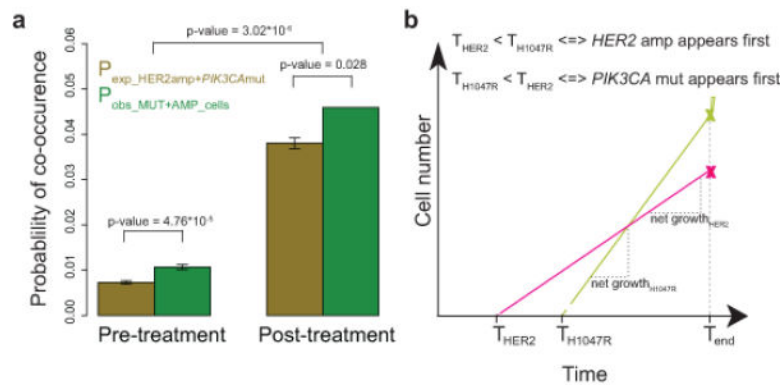 a
p-value = 3.02*10-6
p-value = 0.028
P exp_HER2amp+PIK3CAmut
P obs_MUT+AMP_cells
p-value = 4.76*10-5
Probablility of co-occurence
0.00 0.01 0.02 0.03 0.04 0.05 0.06
Pre-treatment Post-treatment
b
THER2 < TH1047R <=> HER2 amp appears first
TH1047R < THER2 <=> PIK3CA mut appears first
Cell number
net growthHER2
net growthH1047R
THER2 TH1047R Tend
Time